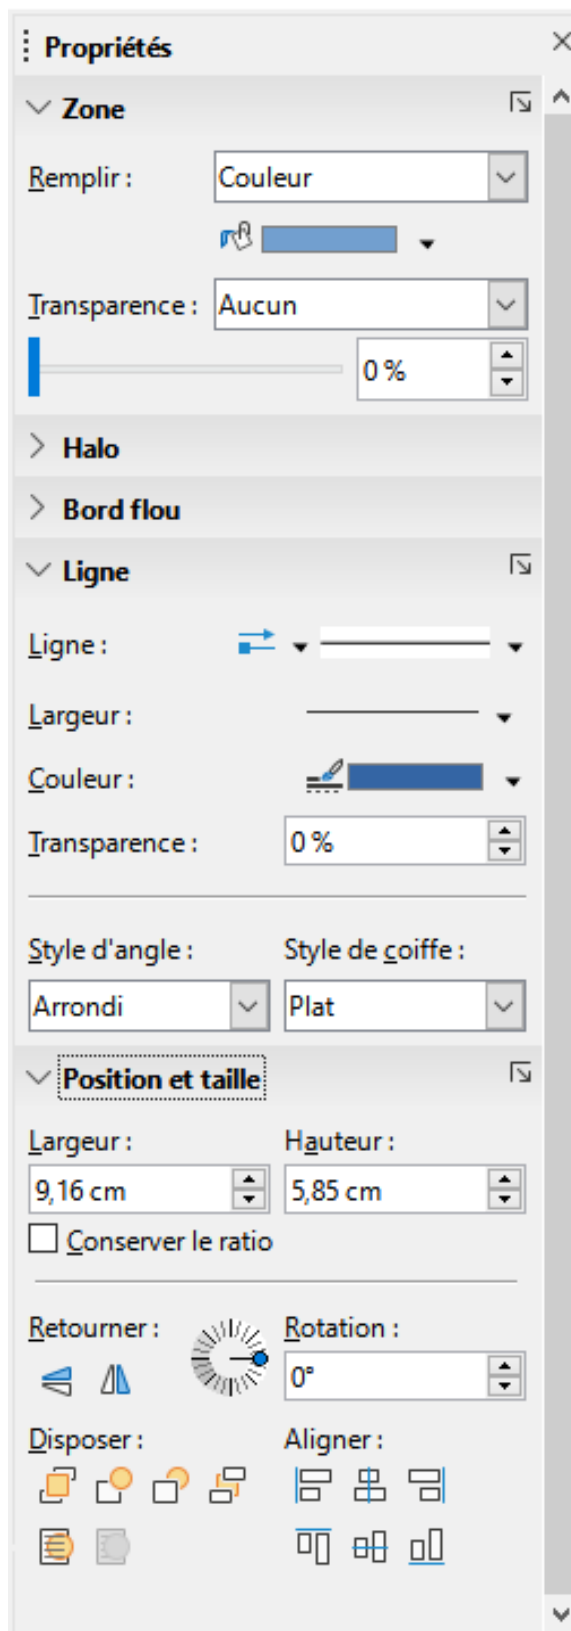 Propriétés
Zone
Remplir : Couleur
Transparence : Aucun
0 %
Halo
Bord flou
Ligne
Ligne :
Largeur :
Couleur :
Transparence : 0 %
Style d'angle : Style de coiffe :
Arrondi Plat
Position et taille
Largeur : Hauteur :
9,16 cm 5,85 cm
Conserver le ratio
Retourner : Rotation :
0°
Disposer : Aligner :